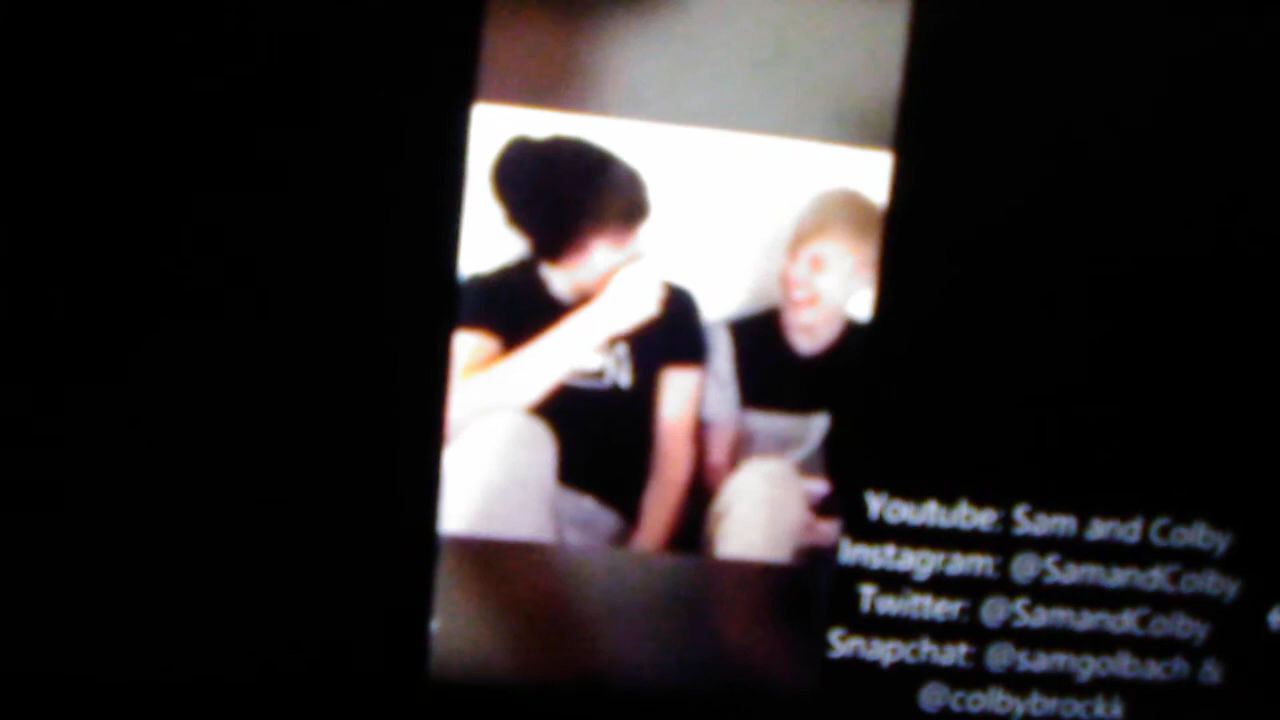 Youtube: Sam and Colby
Instagram: @SamandColby
Twitter: @SamandColby
Snapchat: @samgolbach &
@colbybrockk